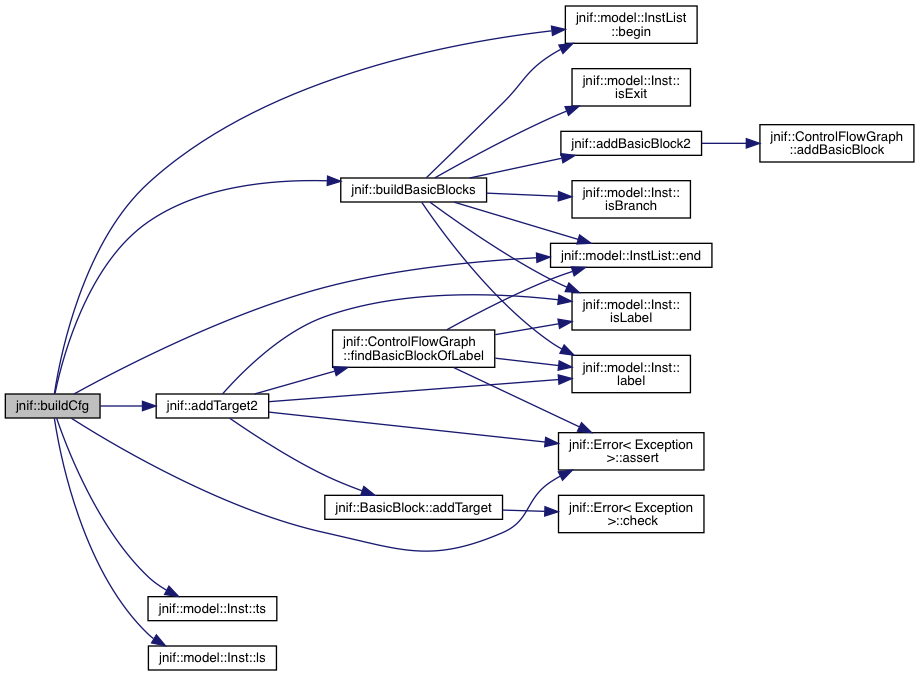 jnif::model::InstList
::begin
jnif::model::Inst::
isExit
jnif::addBasicBlock2
jnif::ControlFlowGraph
::addBasicBlock
jnif::buildBasicBlocks
jnif::model::Inst::
isBranch
jnif::model::InstList::end
jnif::model::Inst::
isLabel
jnif::ControlFlowGraph
::findBasicBlockOfLabel
jnif::model::Inst::
label
jnif::buildCfg
jnif::addTarget2
jnif::Error< Exception
>::assert
jnif::BasicBlock::addTarget
jnif::Error< Exception
>::check
jnif::model::Inst::ts
jnif::model::Inst::ls